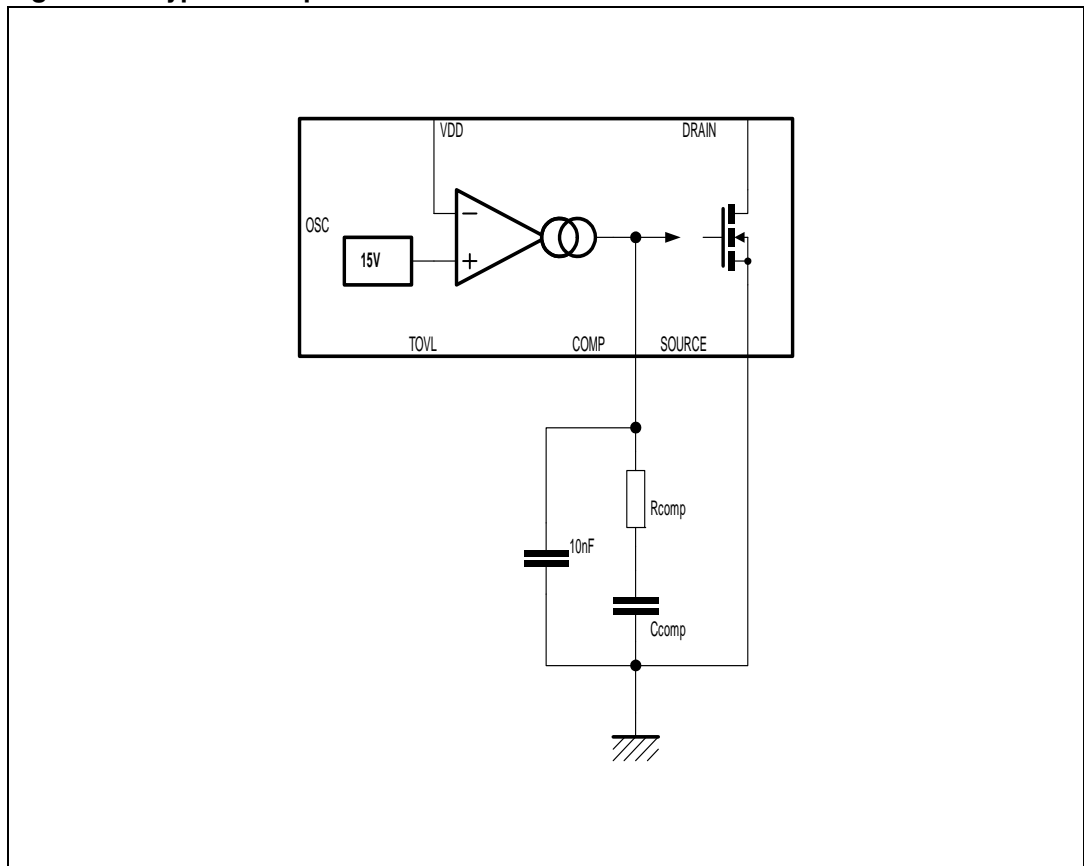 VDD
DRAIN
OSC
15V
−
+
TOVL
COMP
SOURCE
Rcomp
10nF
Ccomp